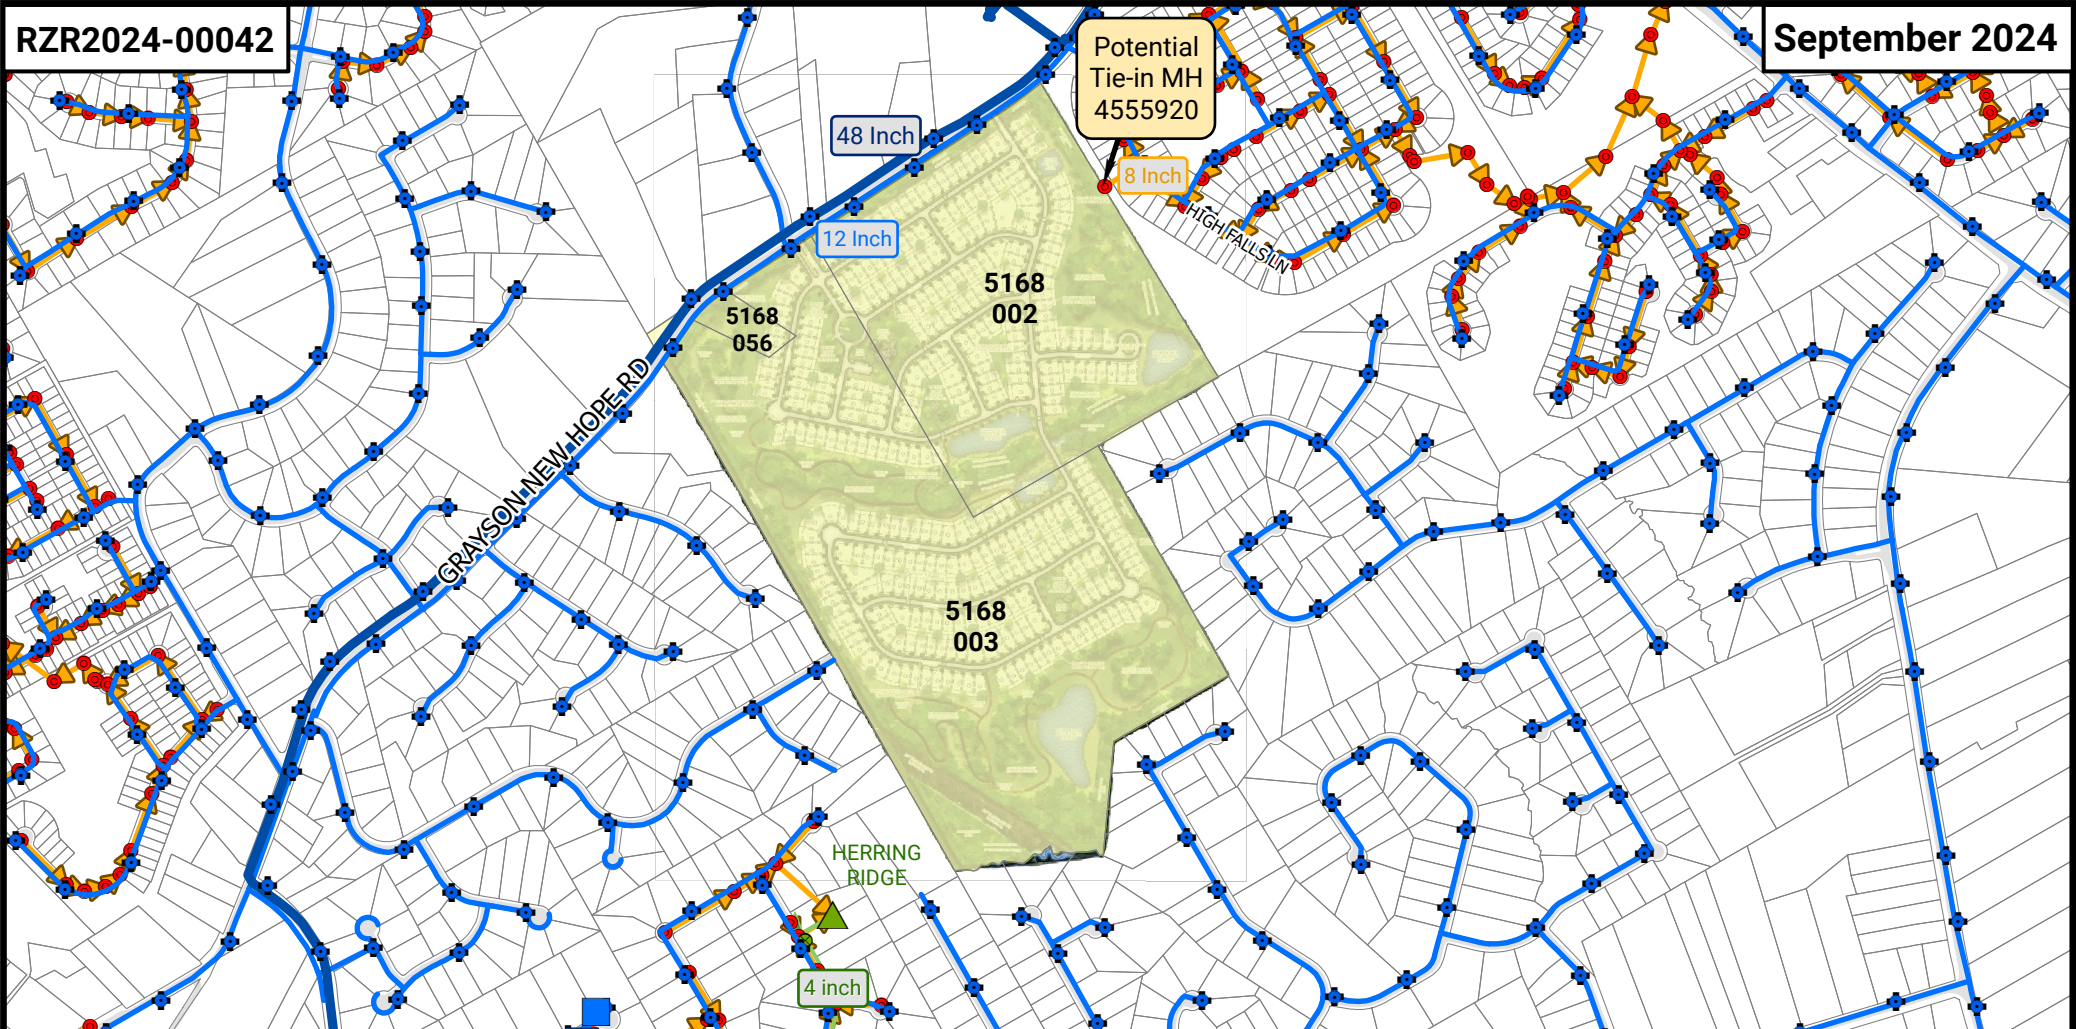 RZR2024-00042
September 2024
Potential
Tie-in MH
4555920
48 Inch
8 Inch
HIGH FALLS LN
12 Inch
5168
002
5168
056
GRAYSON NEW HOPE RD
5168
003
HERRING
RIDGE
4 inch